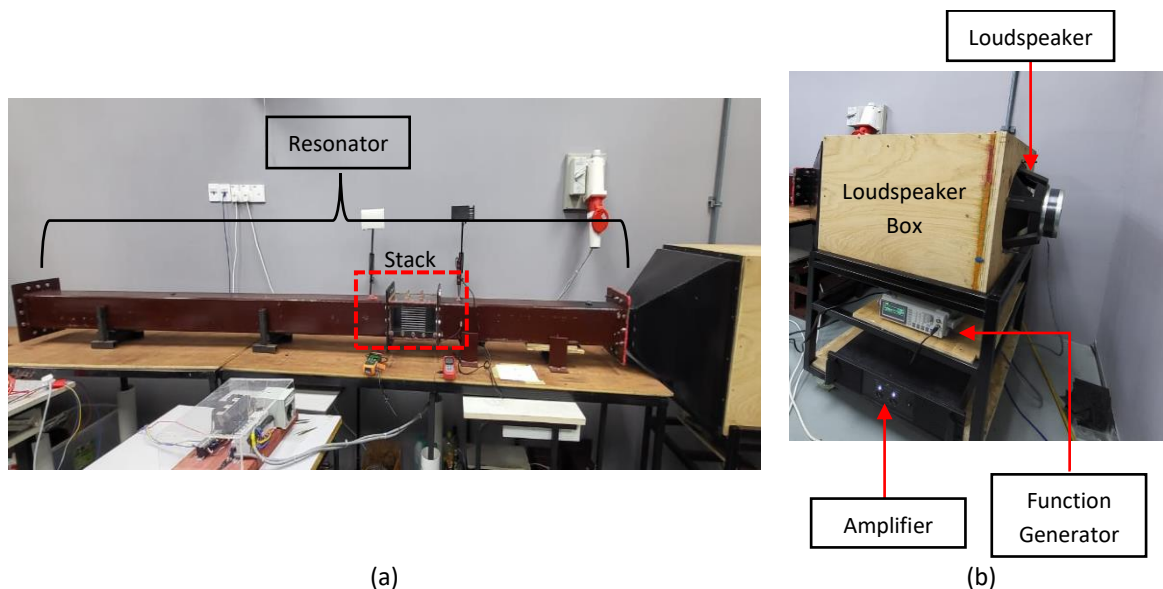 Resonator
Stack
(a)
Loudspeaker
Loudspeaker
Box
Amplifier
Function
Generator
(b)